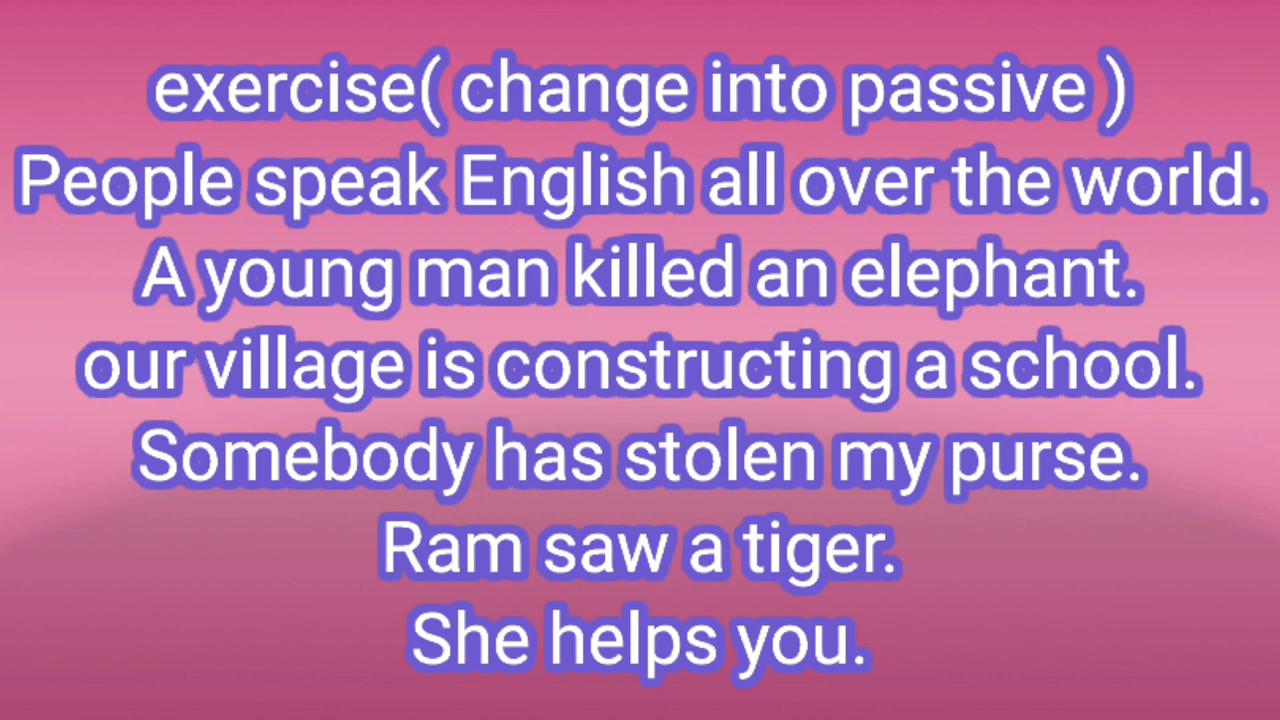 exercise( change into passive )
People speak English all over the world.
A young man killed an elephant.
our village is constructing a school.
Somebody has stolen my purse.
Ram saw a tiger.
She helps you.